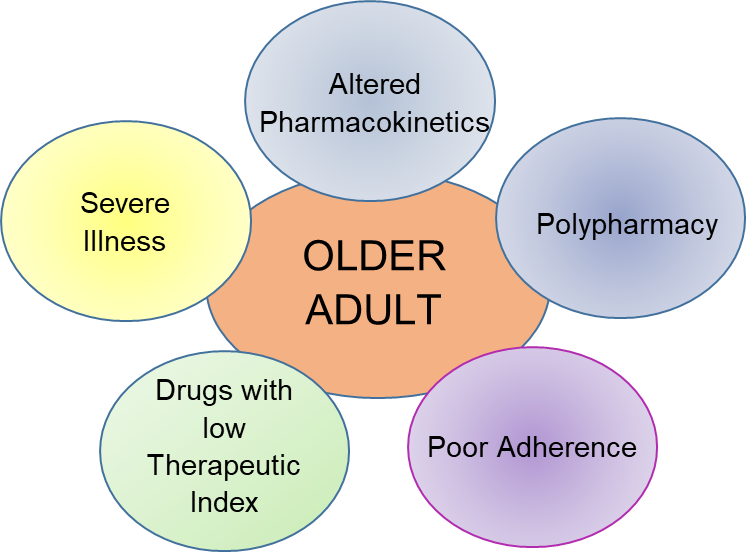 Altered
Pharmacokinetics
Severe
Illness
Polypharmacy
OLDER
ADULT
Drugs with
low
Therapeutic
Index
Poor Adherence